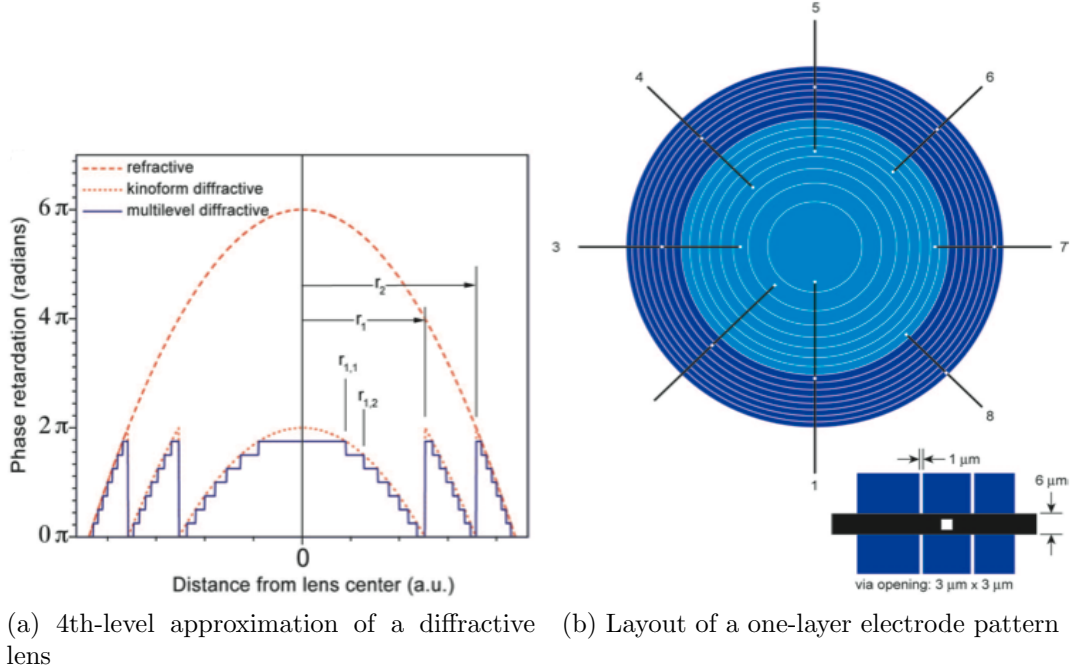 refractive
kinoform diffractive
multilevel diffractive
6 π
4 π
2 π
0 π
Phase retardation (radians)
r2
r1
r1,1
r1,2
0
Distance from lens center (a.u.)
5
4
6
3
7
8
1
1 μm
6 μm
via opening: 3 μm x 3 μm
(a) 4th-level approximation of a diffractive
lens
(b) Layout of a one-layer electrode pattern